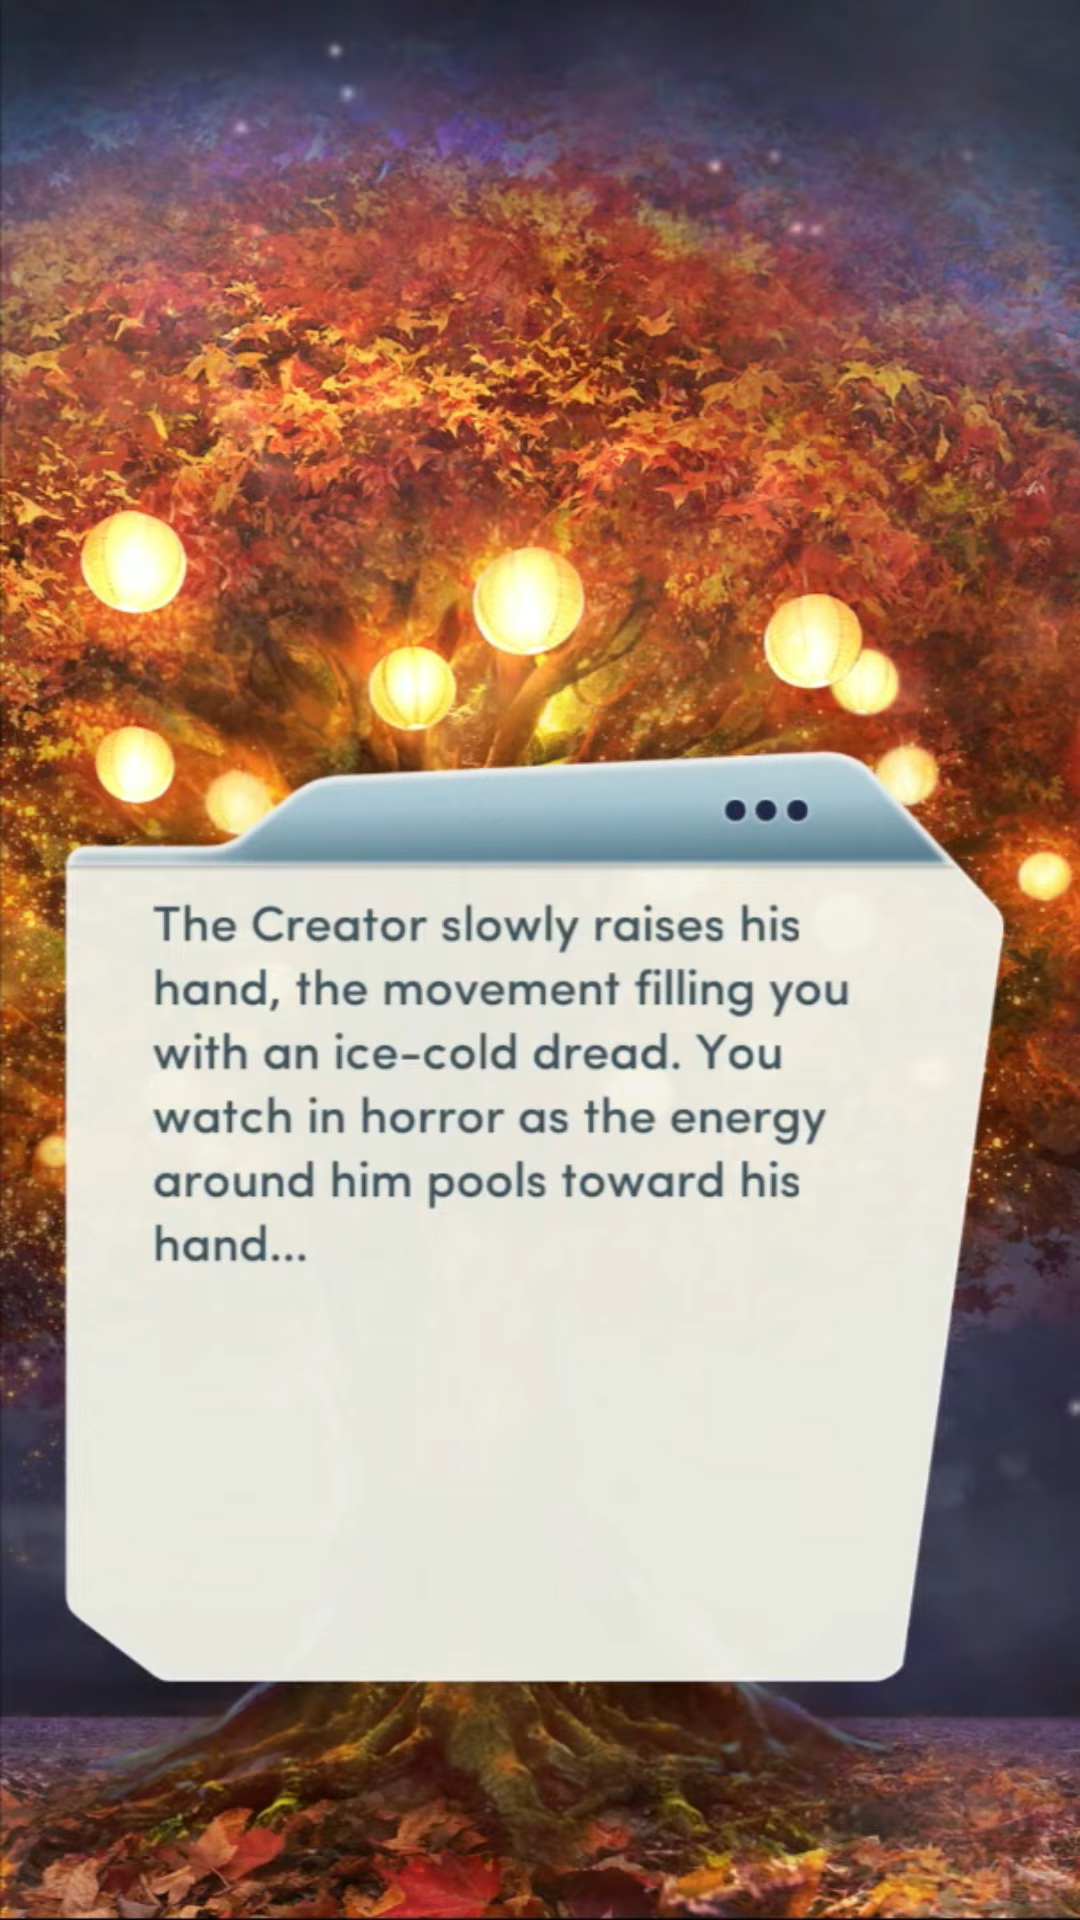 The Creator slowly raises his
hand, the movement filling you
with an ice-cold dread. You
watch in horror as the energy
around him pools toward his
hand...